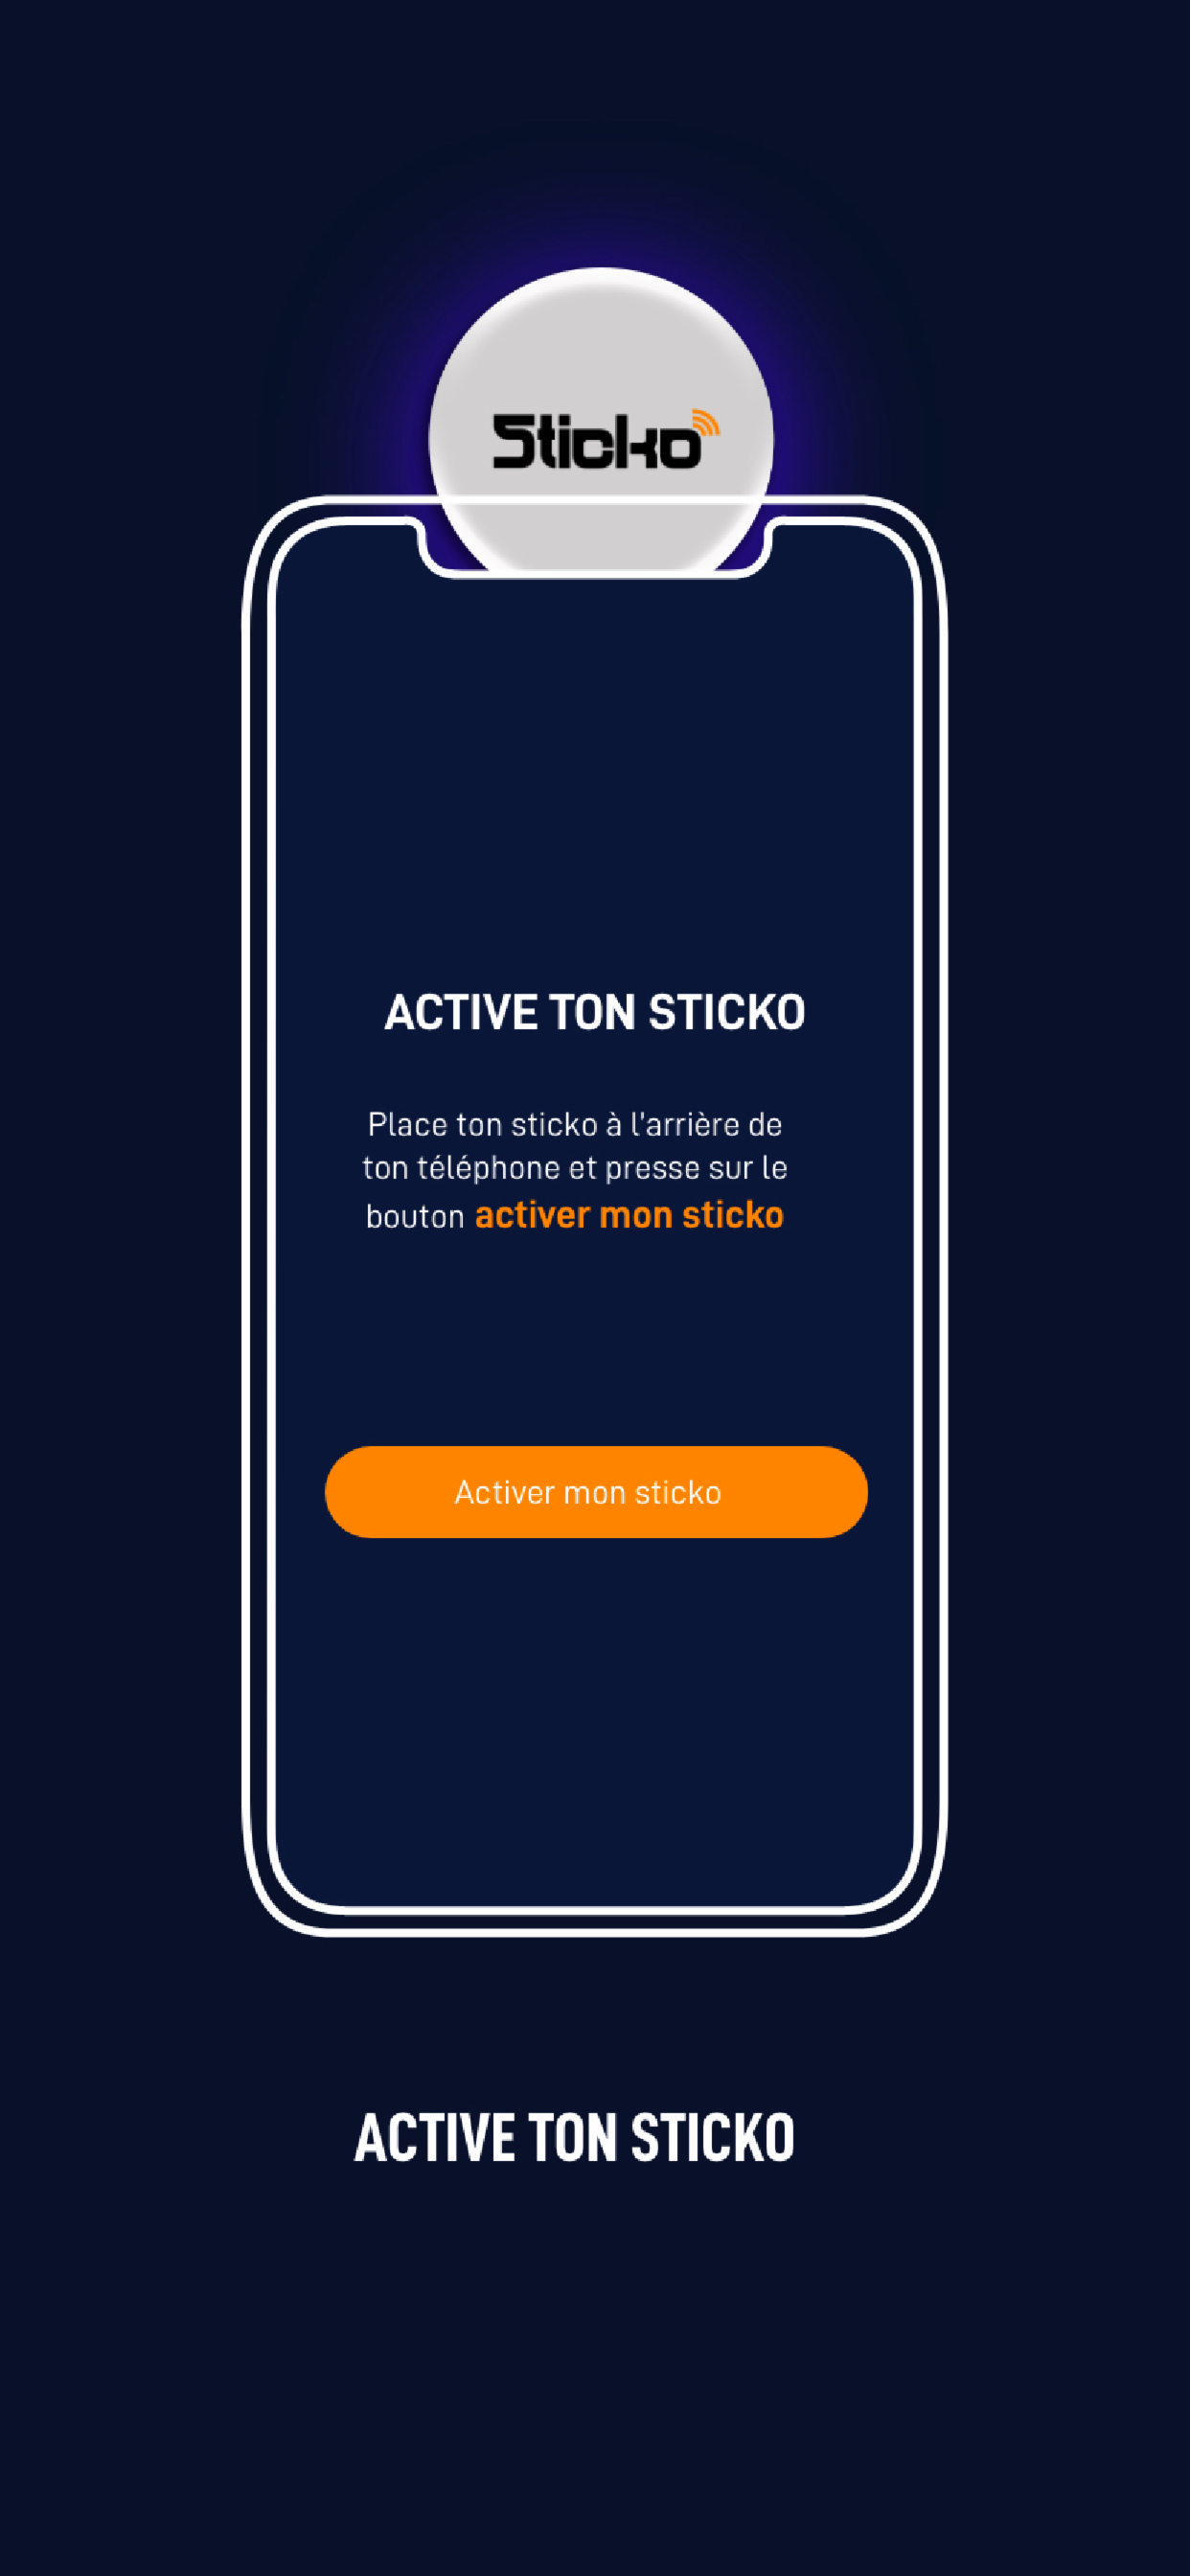 Sticko
ACTIVE TON STICKO
Place ton sticko à l'arrière de
ton téléphone et presse sur le
bouton activer mon sticko
Activer mon sticko
ACTIVE TON STICKO